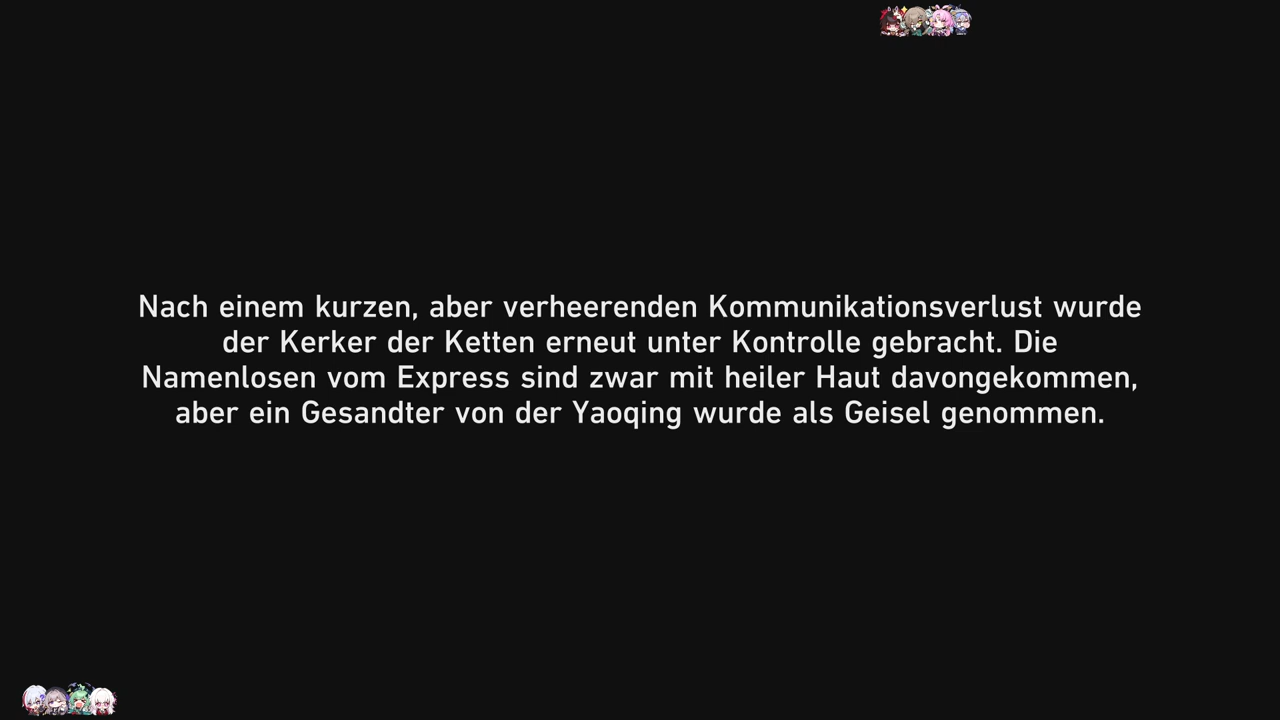 Nach einem kurzen, aber verheerenden Kommunikationsverlust wurde
der Kerker der Ketten erneut unter Kontrolle gebracht. Die
Namenlosen vom Express sind zwar mit heiler Haut davongekommen,
aber ein Gesandter von der Yaoqing wurde als Geisel genommen.